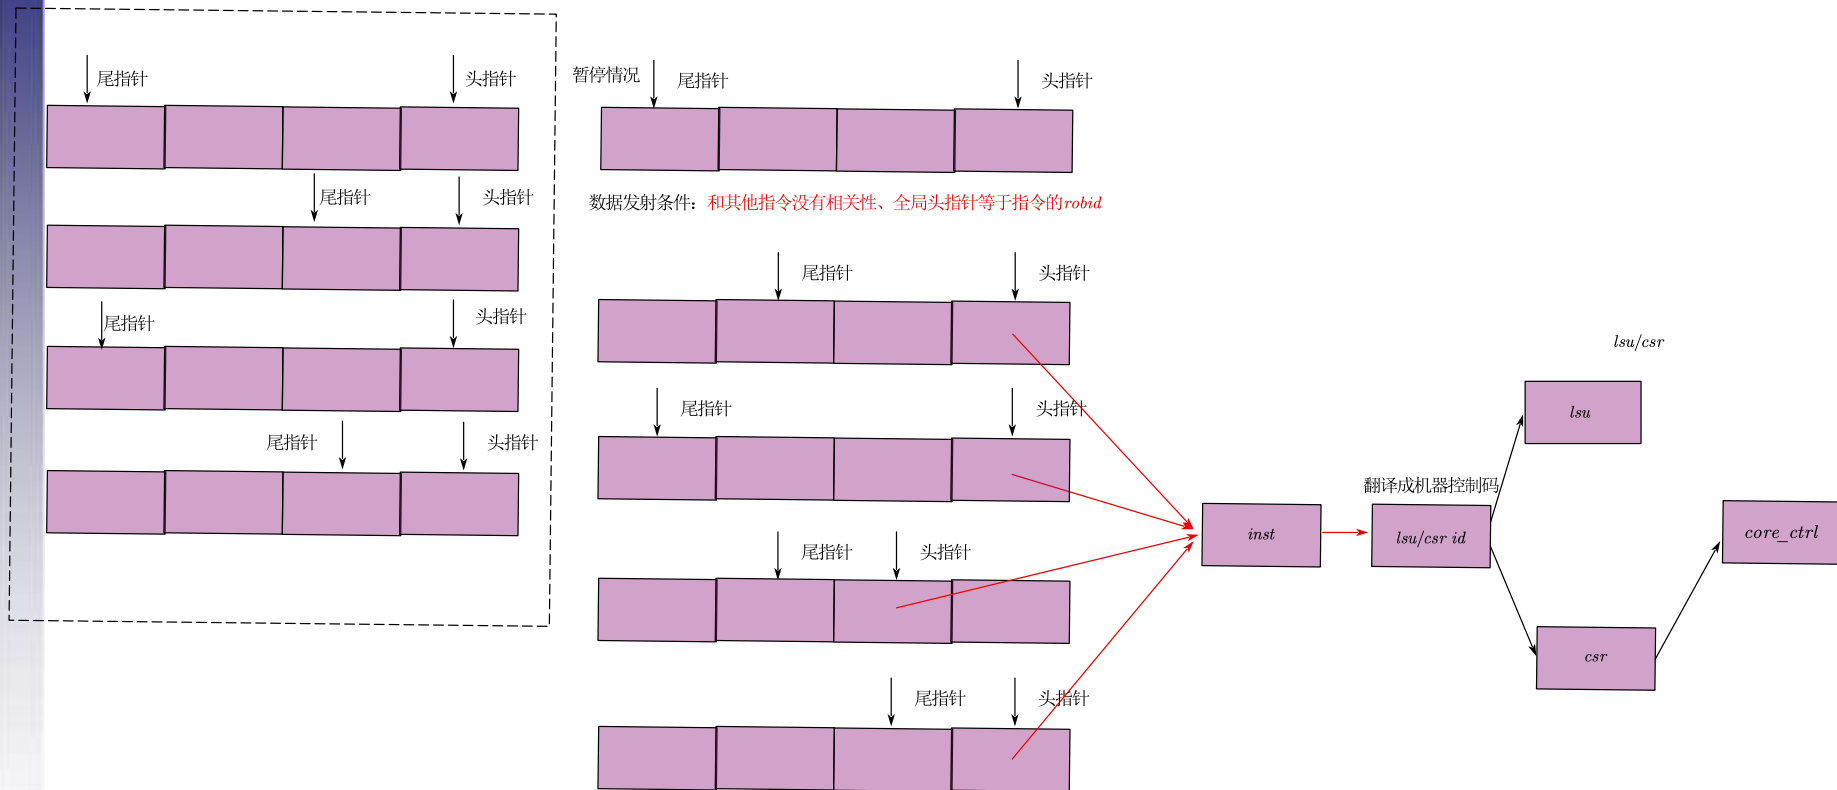 尾指针
头指针
尾指针
头指针
尾指针
头指针
尾指针
头指针
暂停情况
尾指针
头指针
数据发射条件：和其他指令没有相关性、全局头指针等于指令的robid
尾指针
头指针
尾指针
头指针
尾指针
头指针
尾指针
头指针
inst
翻译成机器控制码
lsu/csr id
lsu/csr
lsu
csr
core_ctrl